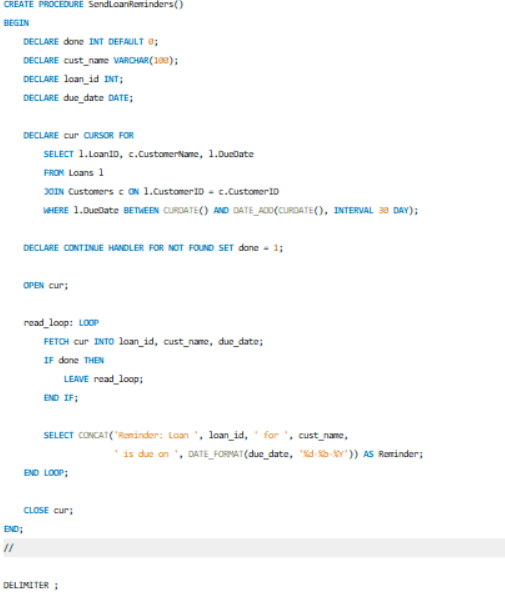 CREATE PROCEDURE SendLoanReminders()
BEGIN
DECLARE done INT DEFAULT 0;
DECLARE cust_name VARCHAR(100);
DECLARE loan_id INT;
DECLARE due_date DATE;
DECLARE cur CURSOR FOR
SELECT l.LoanID, c.CustomerName, l.DueDate
FROM Loans l
JOIN Customers c ON l.CustomerID = c.CustomerID
WHERE l.DueDate BETWEEN CURDATE() AND DATE_ADD(CURDATE(), INTERVAL 30 DAY);
DECLARE CONTINUE HANDLER FOR NOT FOUND SET done = 1;
OPEN cur;
read_loop: LOOP
FETCH cur INTO loan_id, cust_name, due_date;
IF done THEN
LEAVE read_loop;
END IF;
SELECT CONCAT('Reminder: Loan ', loan_id, ' for ', cust_name,
' is due on ', DATE_FORMAT(due_date, '%d-%b-%Y')) AS Reminder;
END LOOP;
CLOSE cur;
END;
//
DELIMITER ;